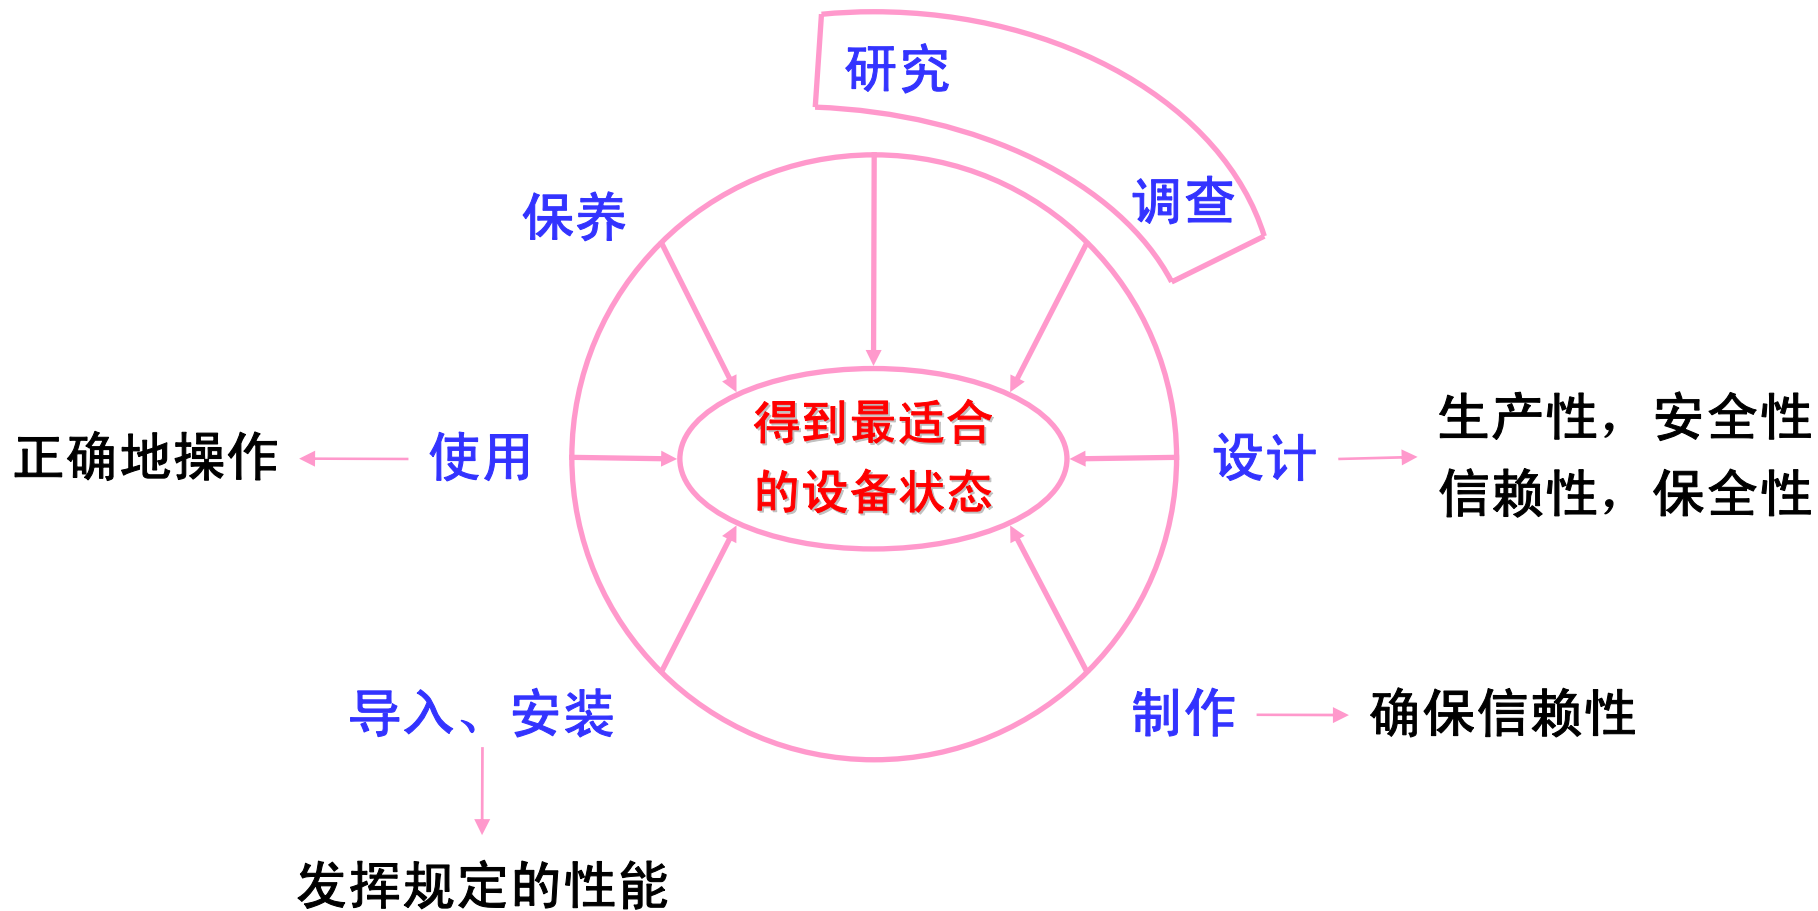 研究
调查
保养
得到最适合
的设备状态
正确地操作
使用
设计
生产性，安全性
信赖性，保全性
导入、安装
制作
确保信赖性
发挥规定的性能